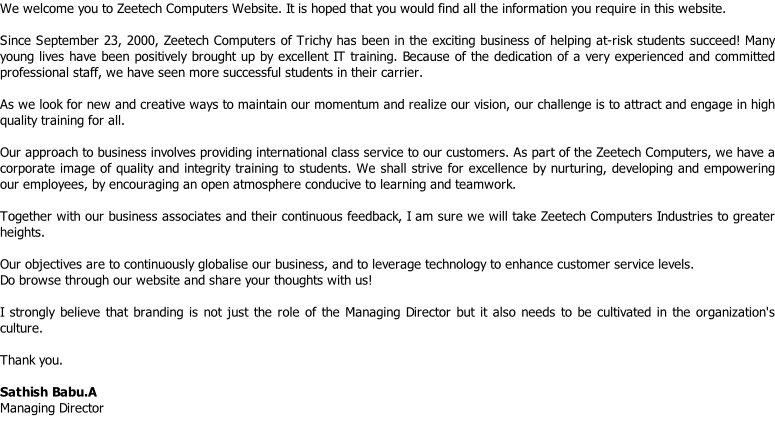 We welcome you to Zeetech Computers Website. It is hoped that you would find all the information you require in this website.
Since September 23, 2000, Zeetech Computers of Trichy has been in the exciting business of helping at-risk students succeed! Many
young lives have been positively brought up by excellent IT training. Because of the dedication of a very experienced and committed
professional staff, we have seen more successful students in their carrier.
As we look for new and creative ways to maintain our momentum and realize our vision, our challenge is to attract and engage in high
quality training for all.
Our approach to business involves providing international class service to our customers. As part of the Zeetech Computers, we have a
corporate image of quality and integrity training to students. We shall strive for excellence by nurturing, developing and empowering
our employees, by encouraging an open atmosphere conducive to learning and teamwork.
Together with our business associates and their continuous feedback, I am sure we will take Zeetech Computers Industries to greater
heights.
Our objectives are to continuously globalise our business, and to leverage technology to enhance customer service levels.
Do browse through our website and share your thoughts with us!
I strongly believe that branding is not just the role of the Managing Director but it also needs to be cultivated in the organization's
culture.
Thank you.
Sathish Babu.A
Managing Director